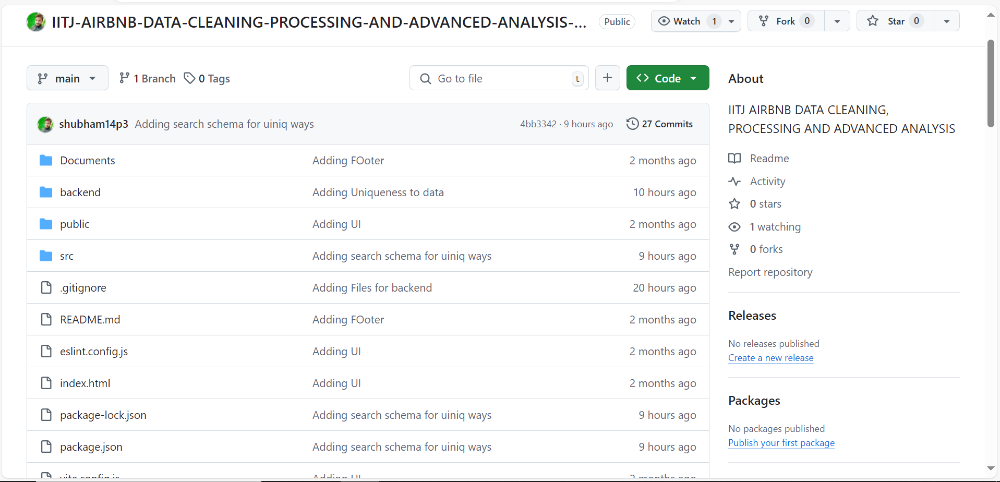 IITJ-AIRBNB-DATA-CLEANING-PROCESSING-AND-ADVANCED-ANALYSIS-... Public Watch 1 Fork 0 Star 0
main 1 Branch 0 Tags Go to file t Code
shubham14p3 Adding search schema for uiniq ways 4bb3342 · 9 hours ago 27 Commits
Documents Adding FOoter 2 months ago
backend Adding Uniqueness to data 10 hours ago
public Adding UI 2 months ago
src Adding search schema for uiniq ways 9 hours ago
.gitignore Adding Files for backend 20 hours ago
README.md Adding FOoter 2 months ago
eslint.config.js Adding UI 2 months ago
index.html Adding UI 2 months ago
package-lock.json Adding search schema for uiniq ways 9 hours ago
package.json Adding search schema for uiniq ways 9 hours ago
vite.config.js Adding UI 2 months ago
About
IITJ AIRBNB DATA CLEANING,
PROCESSING AND ADVANCED ANALYSIS
Readme
Activity
0 stars
1 watching
0 forks
Report repository
Releases
No releases published
Create a new release
Packages
No packages published
Publish your first package